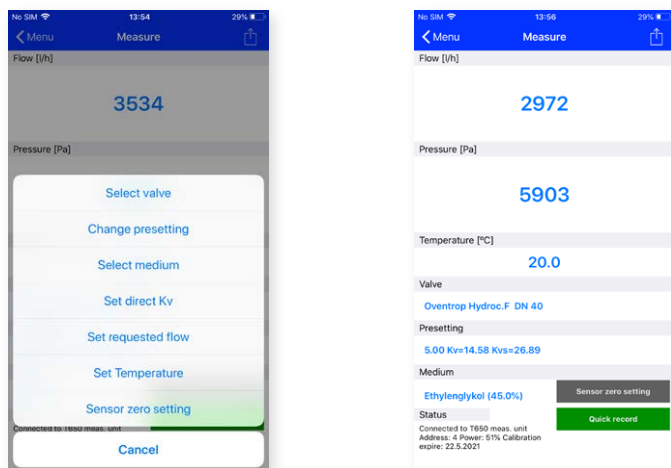 No SIM 13:54 29%
Menu Measure
Flow [l/h]
3534
Pressure [Pa]
Select valve
Change presetting
Select medium
Set direct Kv
Set requested flow
Set Temperature
Sensor zero setting
Connected to T650 meas. unit
Cancel
No SIM 13:56 29%
Menu Measure
Flow [l/h]
2972
Pressure [Pa]
5903
Temperature [°C]
20.0
Valve
Oventrop Hydroc.F DN 40
Presetting
5.00 Kv=14.58 Kvs=26.89
Medium
Ethylenglykol (45.0%)
Sensor zero setting
Status
Quick record
Connected to T650 meas. unit
Address: 4 Power: 51% Calibration
expire: 22.5.2021